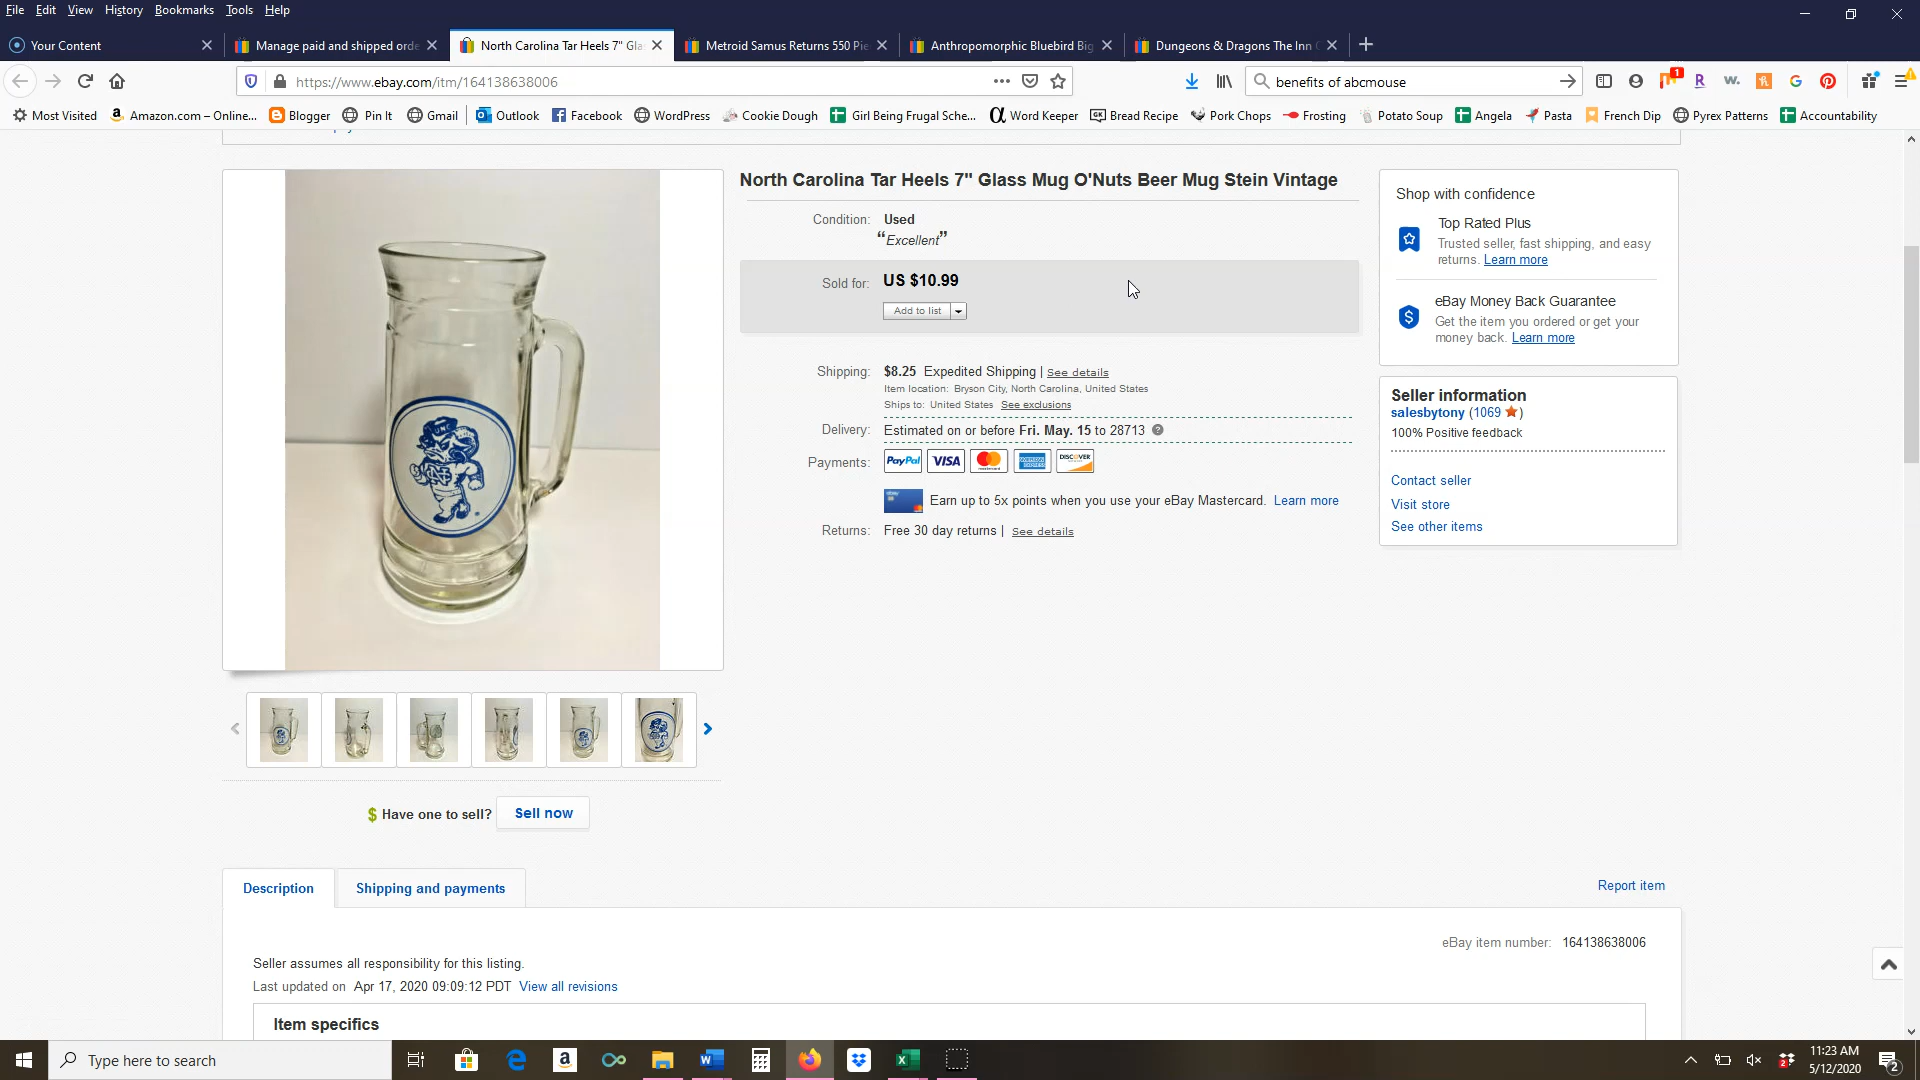 File Edit View History Bookmarks Tools Help
Your Content
Manage paid and shipped orde
North Carolina Tar Heels 7" Gla
Metroid Samus Returns 550 Pie
Anthropomorphic Bluebird Big
Dungeons & Dragons The Inn
https://www.ebay.com/itm/164138638006
benefits of abcmouse
1
Most Visited Amazon.com – Online... Blogger Pin It Gmail Outlook Facebook WordPress Cookie Dough Girl Being Frugal Sche... Word Keeper Bread Recipe Pork Chops Frosting Potato Soup Angela Pasta French Dip Pyrex Patterns Accountability
North Carolina Tar Heels 7" Glass Mug O'Nuts Beer Mug Stein Vintage
Condition: Used
“Excellent”
Sold for: US $10.99
Add to list
Shipping: $8.25 Expedited Shipping | See details
Item location: Bryson City, North Carolina, United States
Ships to: United States See exclusions
Delivery: Estimated on or before Fri. May. 15 to 28713
Payments: PayPal VISA DISCOVER
Earn up to 5x points when you use your eBay Mastercard. Learn more
Returns: Free 30 day returns | See details
Shop with confidence
Top Rated Plus
Trusted seller, fast shipping, and easy
returns. Learn more
eBay Money Back Guarantee
Get the item you ordered or get your
money back. Learn more
Seller information
salesbytony (1069)
100% Positive feedback
Contact seller
Visit store
See other items
UNC
NC
$ Have one to sell? Sell now
Description
Shipping and payments
Report item
eBay item number: 164138638006
Seller assumes all responsibility for this listing.
Last updated on Apr 17, 2020 09:09:12 PDT View all revisions
Item specifics
Type here to search
11:23 AM
5/12/2020
2